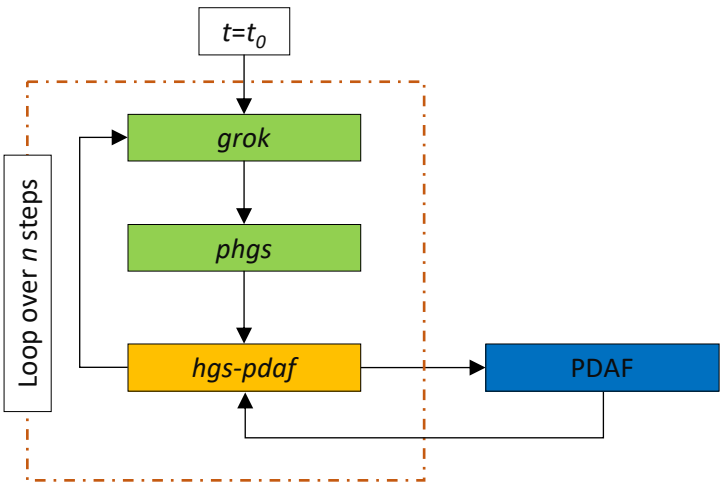 t=t0
grok
phgs
Loop over n steps
hgs-pdaf
PDAF